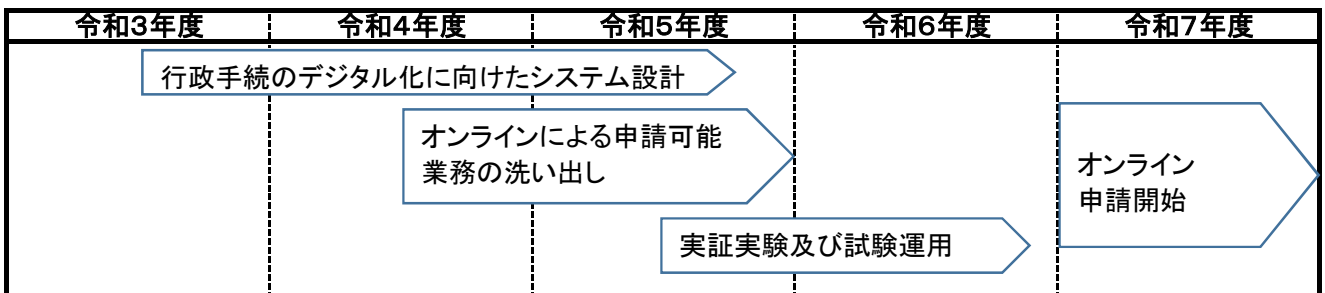 令和３年度
令和４年度
令和５年度
令和６年度
令和７年度
行政手続のデジタル化に向けたシステム設計
オンラインによる申請可能
業務の洗い出し
オンライン
申請開始
実証実験及び試験運用